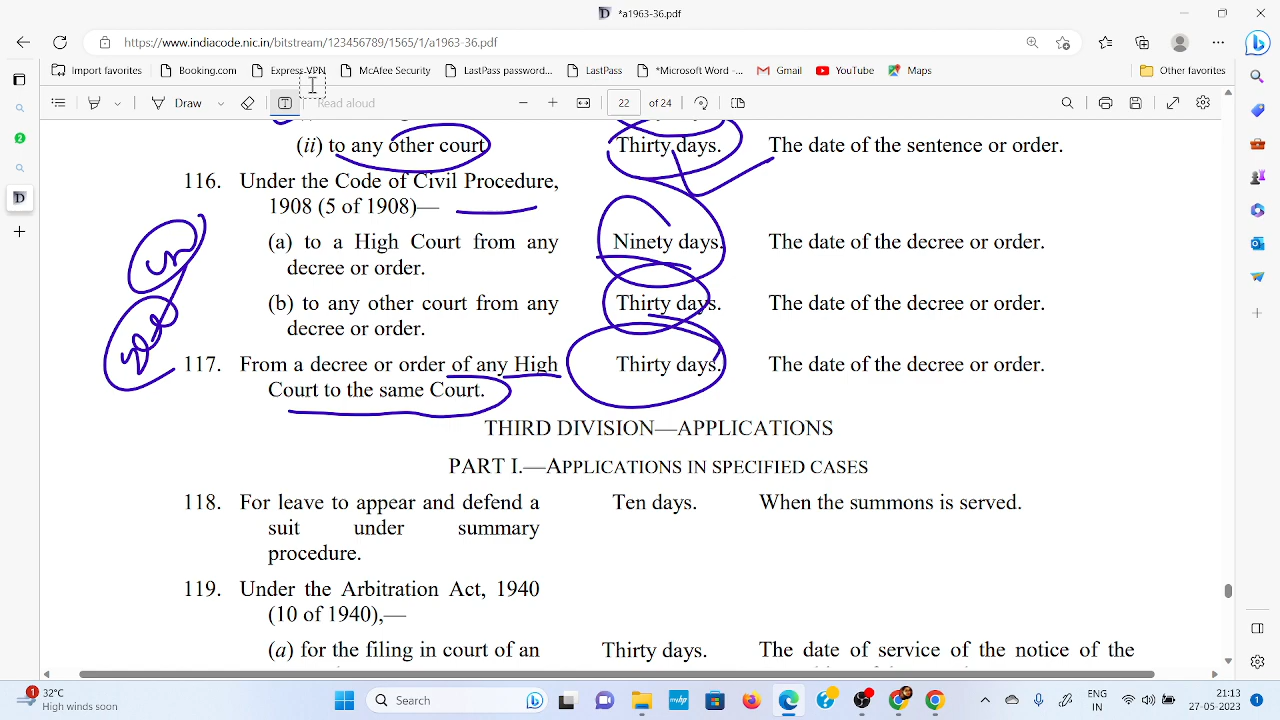 *a1963-36.pdf
https://www.indiacode.nic.in/bitstream/123456789/1565/1/a1963-36.pdf
Import favorites Booking.com Express VPN McAfee Security LastPass password... LastPass *Microsoft Word -... Gmail YouTube Maps Other favorites
Draw Read aloud 22 of 24
(ii) to any other court Thirty days. The date of the sentence or order.
116. Under the Code of Civil Procedure,
1908 (5 of 1908)—
(a) to a High Court from any Ninety days. The date of the decree or order.
decree or order.
(b) to any other court from any Thirty days. The date of the decree or order.
decree or order.
117. From a decree or order of any High Thirty days. The date of the decree or order.
Court to the same Court.
THIRD DIVISION—APPLICATIONS
PART I.—APPLICATIONS IN SPECIFIED CASES
118. For leave to appear and defend a Ten days. When the summons is served.
suit under summary
procedure.
119. Under the Arbitration Act, 1940
(10 of 1940),—
(a) for the filing in court of an Thirty days. The date of service of the notice of the
1 32°C
High wind soon
Search
ENG
IN
21:13
27-05-2023